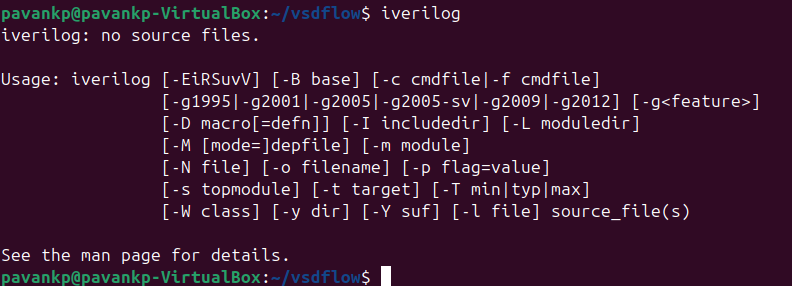 pavankp@pavankp-VirtualBox:~/vsdflow$ iverilog
iverilog: no source files.

Usage: iverilog [-EiRSuvV] [-B base] [-c cmdfile|-f cmdfile]
                [-g1995|-g2001|-g2005|-g2005-sv|-g2009|-g2012] [-g<feature>]
                [-D macro[=defn]] [-I includedir] [-L moduledir]
                [-M [mode=]depfile] [-m module]
                [-N file] [-o filename] [-p flag=value]
                [-s topmodule] [-t target] [-T min|typ|max]
                [-W class] [-y dir] [-Y suf] [-l file] source_file(s)

See the man page for details.
pavankp@pavankp-VirtualBox:~/vsdflow$